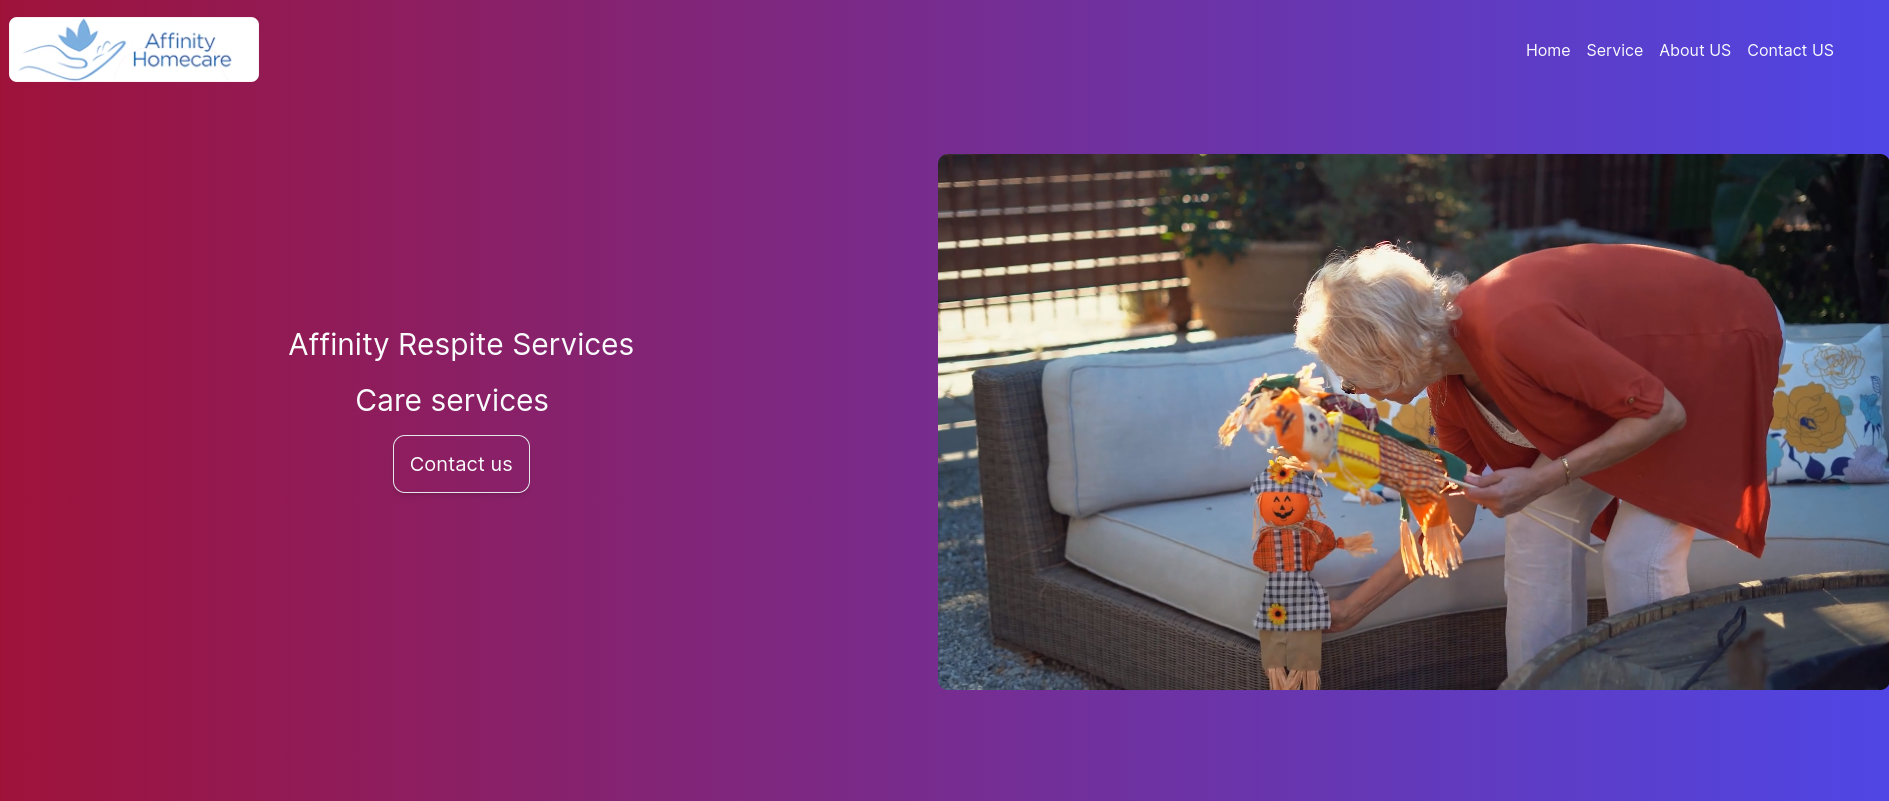 Affinity
Homecare
Home Service About US Contact US
Affinity Respite Services
Care services
Contact us